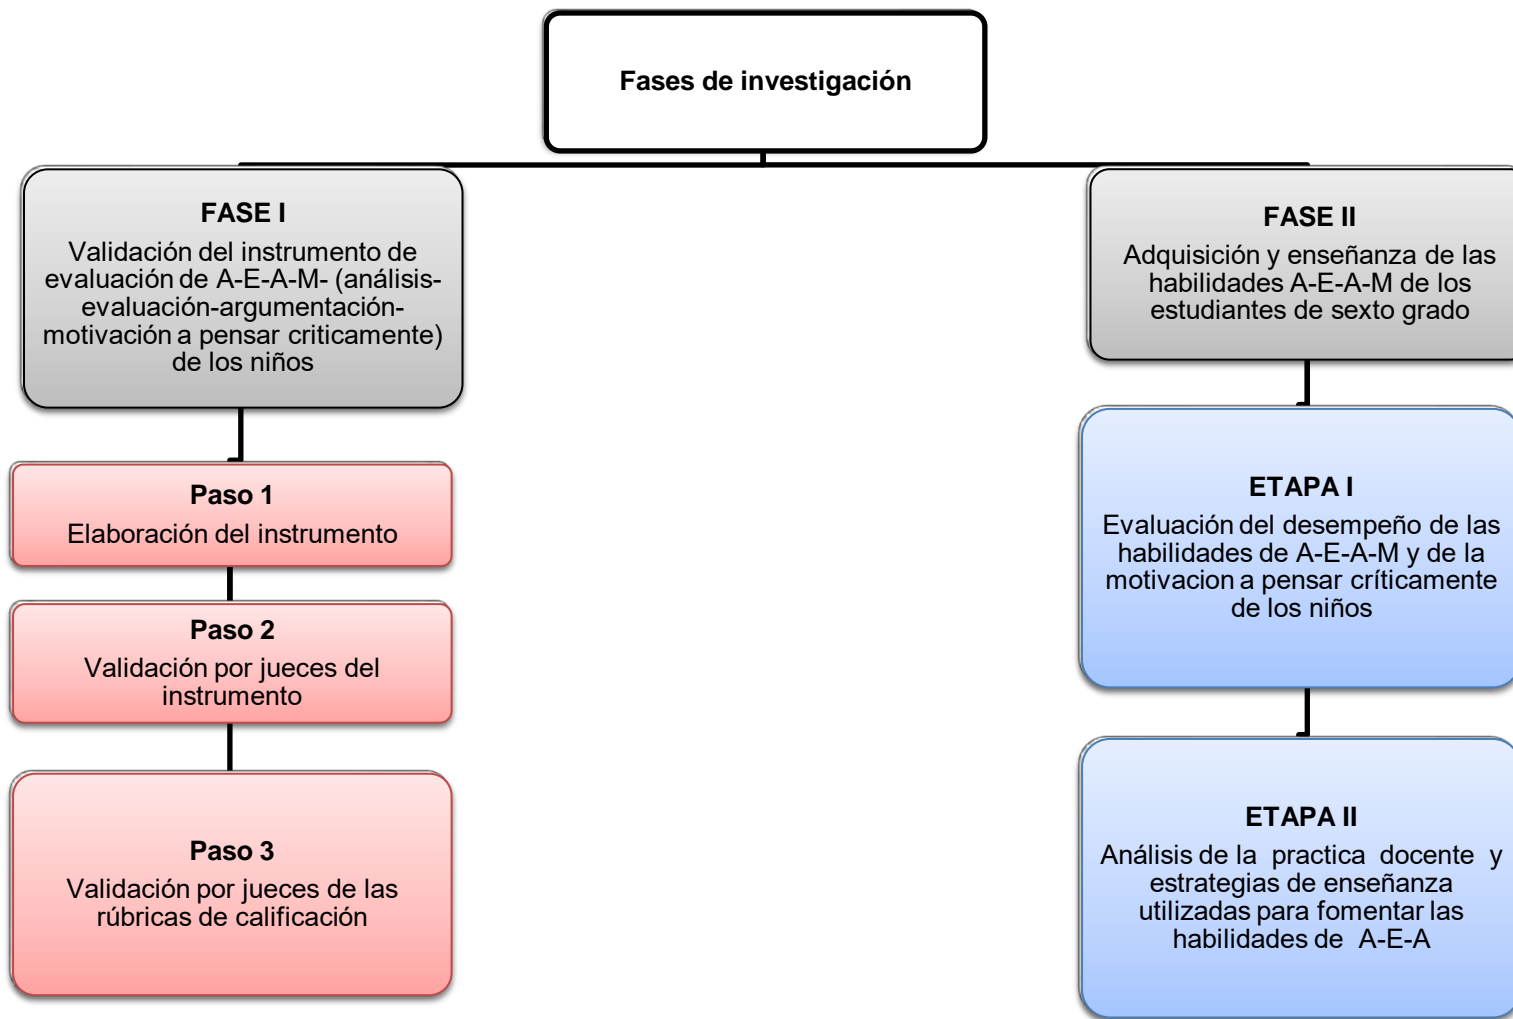 Fases de investigación
FASE I
Validación del instrumento de
evaluación de A-E-A-M- (análisis-
evaluación-argumentación-
motivación a pensar criticamente)
de los niños
Paso 1
Elaboración del instrumento
Paso 2
Validación por jueces del
instrumento
Paso 3
Validación por jueces de las
rúbricas de calificación
FASE II
Adquisición y enseñanza de las
habilidades A-E-A-M de los
estudiantes de sexto grado
ETAPA I
Evaluación del desempeño de las
habilidades de A-E-A-M y de la
motivacion a pensar críticamente
de los niños
ETAPA II
Análisis de la practica docente y
estrategias de enseñanza
utilizadas para fomentar las
habilidades de A-E-A